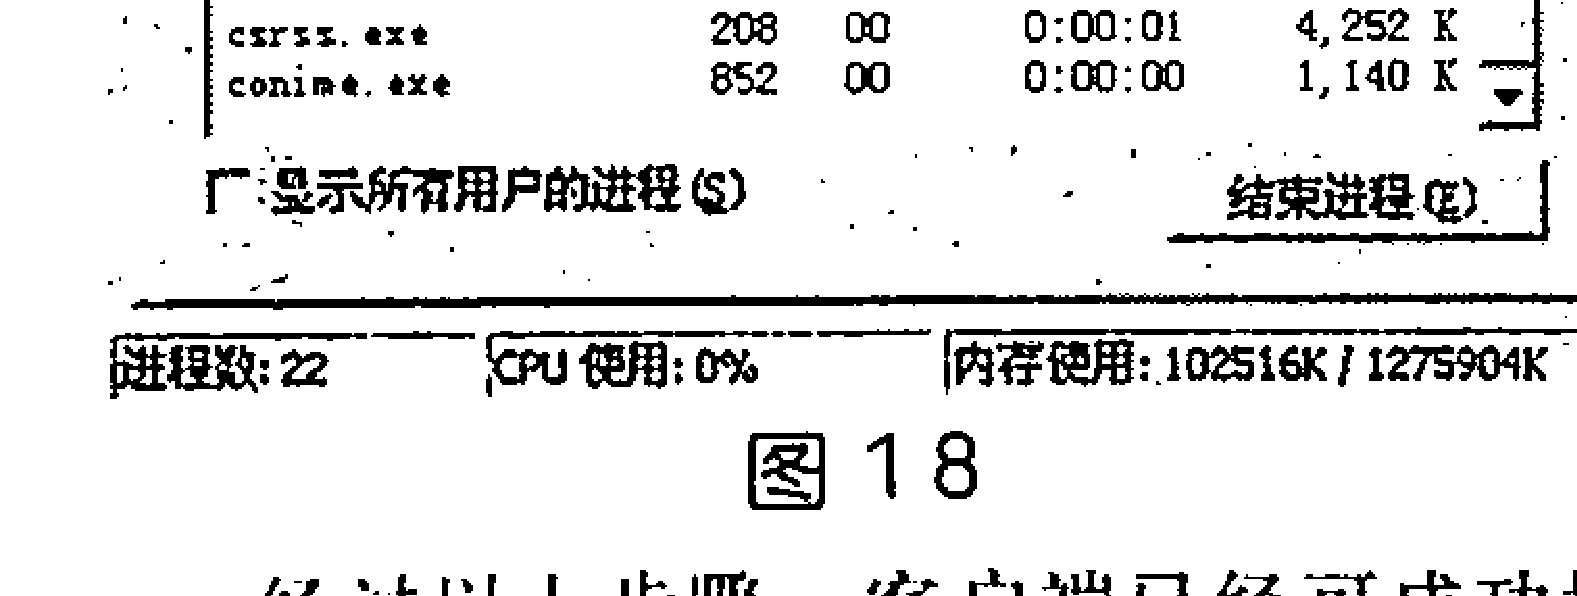 csrss.exe 208 00 0:00:01 4,252 K
conime.exe 852 00 0:00:00 1,140 K
显示所有用户的进程(S) 结束进程(E)
进程数: 22 CPU 使用: 0% 内存使用: 102516K / 1275904K
图 18